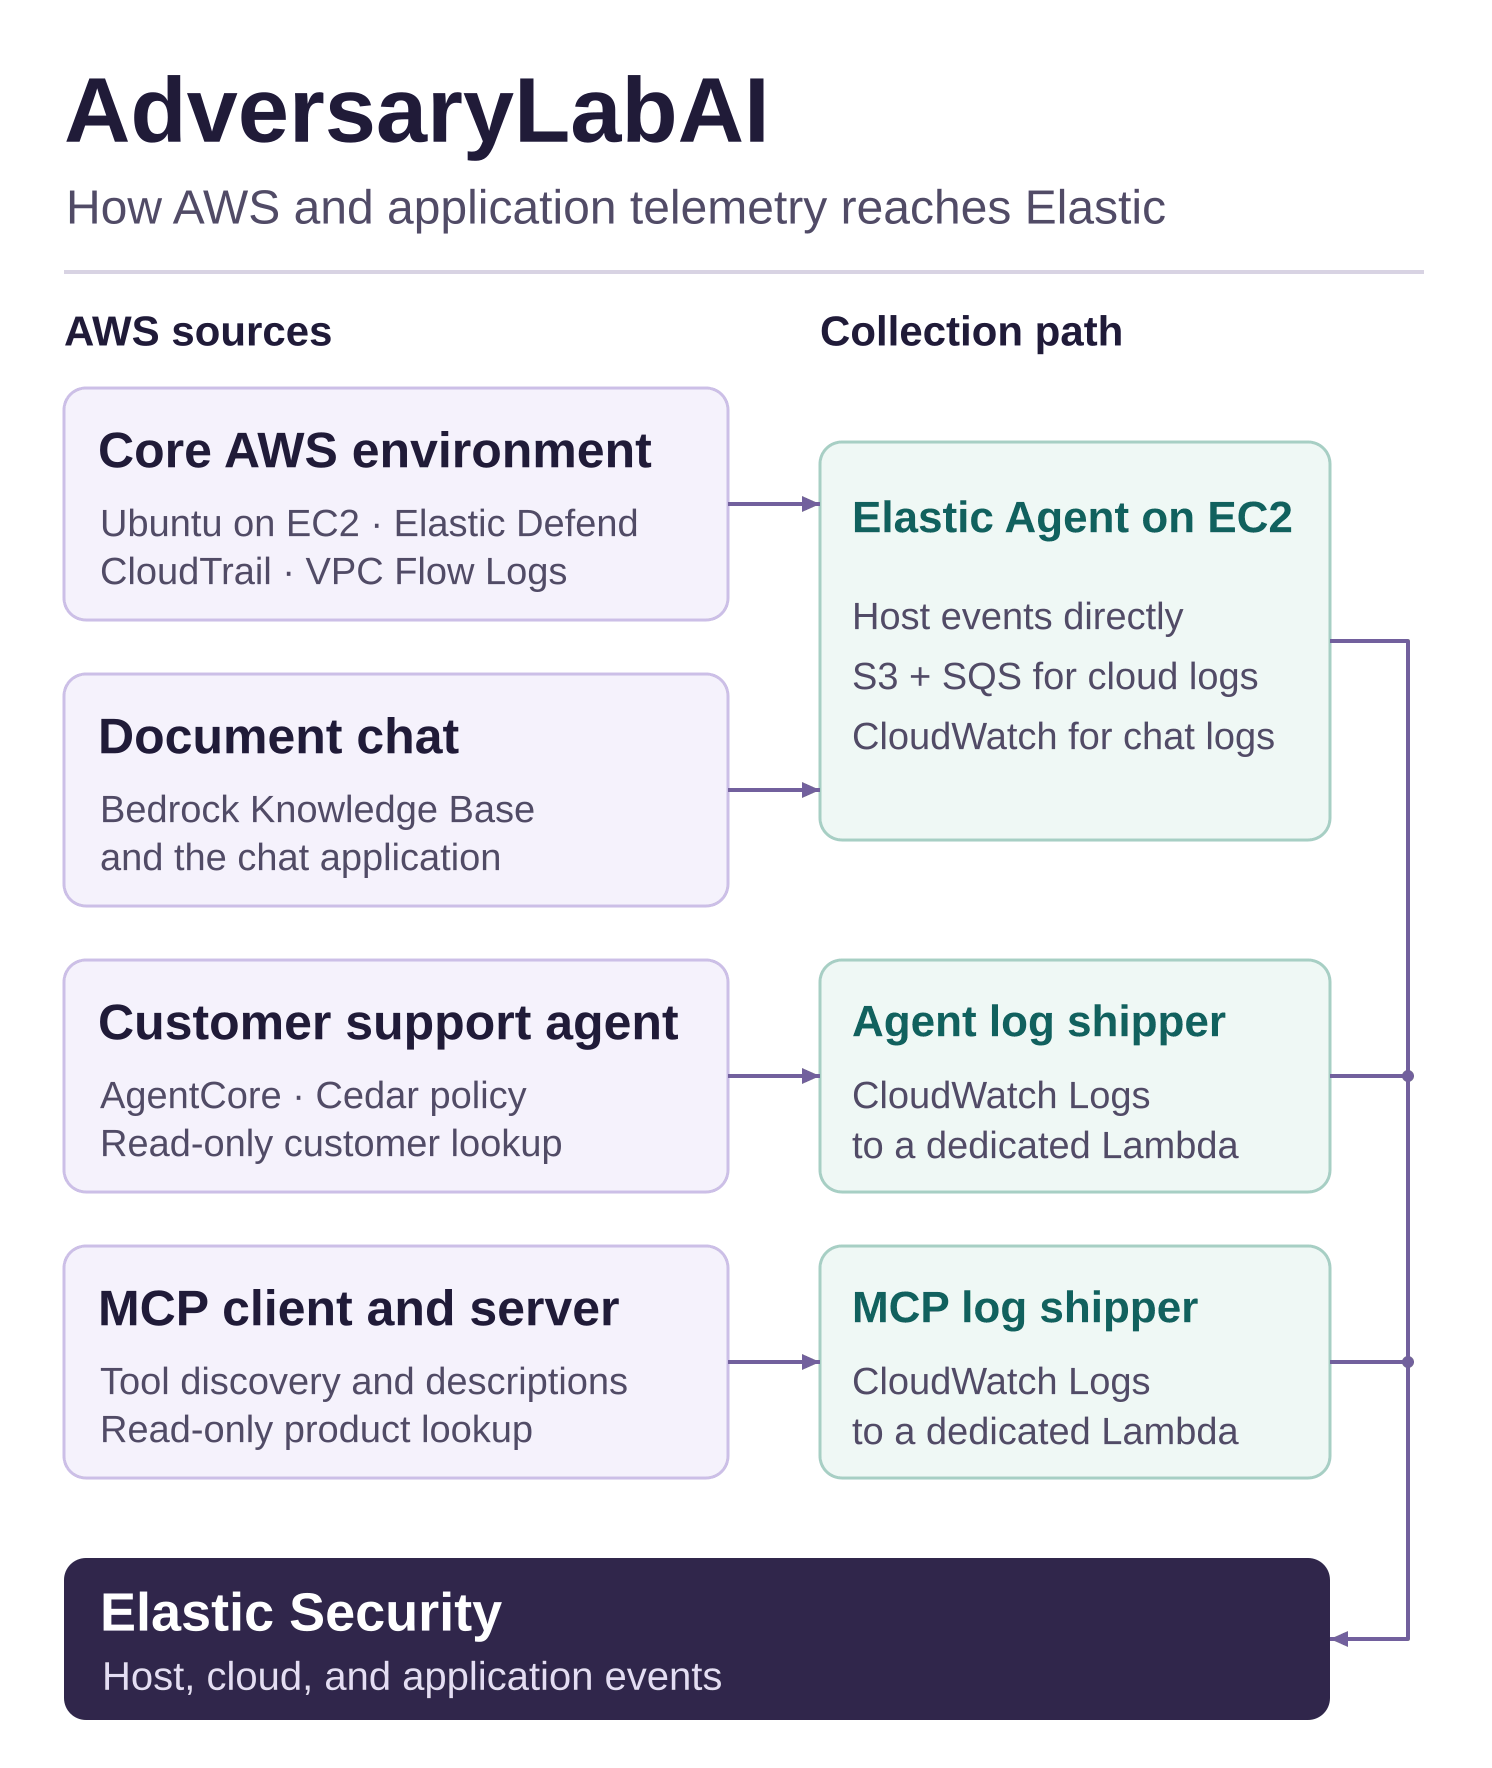 AdversaryLabAI
How AWS and application telemetry reaches Elastic
AWS sources
Collection path
Core AWS environment
Ubuntu on EC2 · Elastic Defend
CloudTrail · VPC Flow Logs
Elastic Agent on EC2
Host events directly
S3 + SQS for cloud logs
CloudWatch for chat logs
Document chat
Bedrock Knowledge Base
and the chat application
Customer support agent
AgentCore · Cedar policy
Read-only customer lookup
Agent log shipper
CloudWatch Logs
to a dedicated Lambda
MCP client and server
Tool discovery and descriptions
Read-only product lookup
MCP log shipper
CloudWatch Logs
to a dedicated Lambda
Elastic Security
Host, cloud, and application events